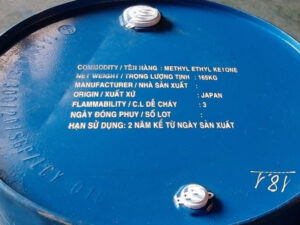 COMMODITY / TÊN HÀNG : METHYL ETHYL KETONE
NET WEIGHT / TRỌNG LƯỢNG TỊNH : 165KG
MANUFACTURER / NHÀ SẢN XUẤT :
ORIGIN / XUẤT XỨ : JAPAN
FLAMMABILITY / C.L DỄ CHÁY : 3
NGÀY ĐÓNG PHUY / SỐ LOT :
HẠN SỬ DỤNG: 2 NĂM KỂ TỪ NGÀY SẢN XUẤT
181